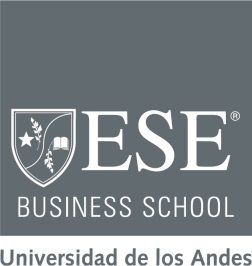 ESE®
BUSINESS SCHOOL
Universidad de los Andes